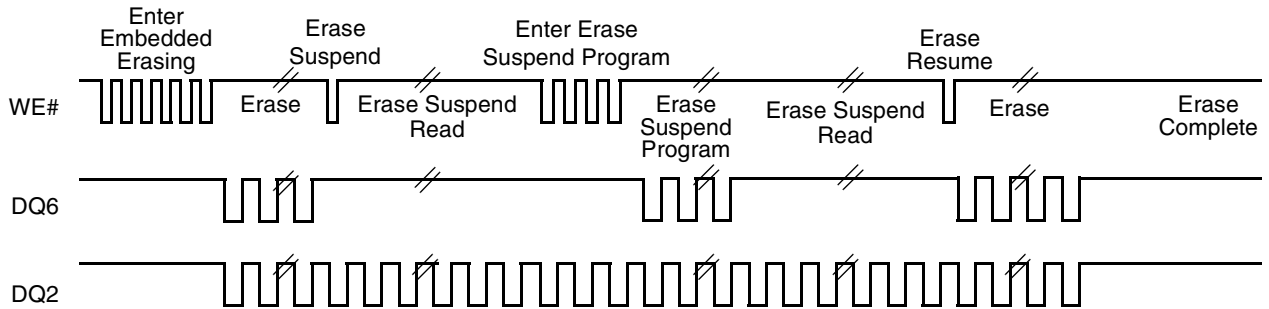 Enter
Embedded
Erasing
Erase
Suspend
Enter Erase
Suspend Program
Erase
Resume
WE#
Erase
Erase Suspend
Read
Erase
Suspend
Program
Erase Suspend
Read
Erase
Erase
Complete
DQ6
DQ2